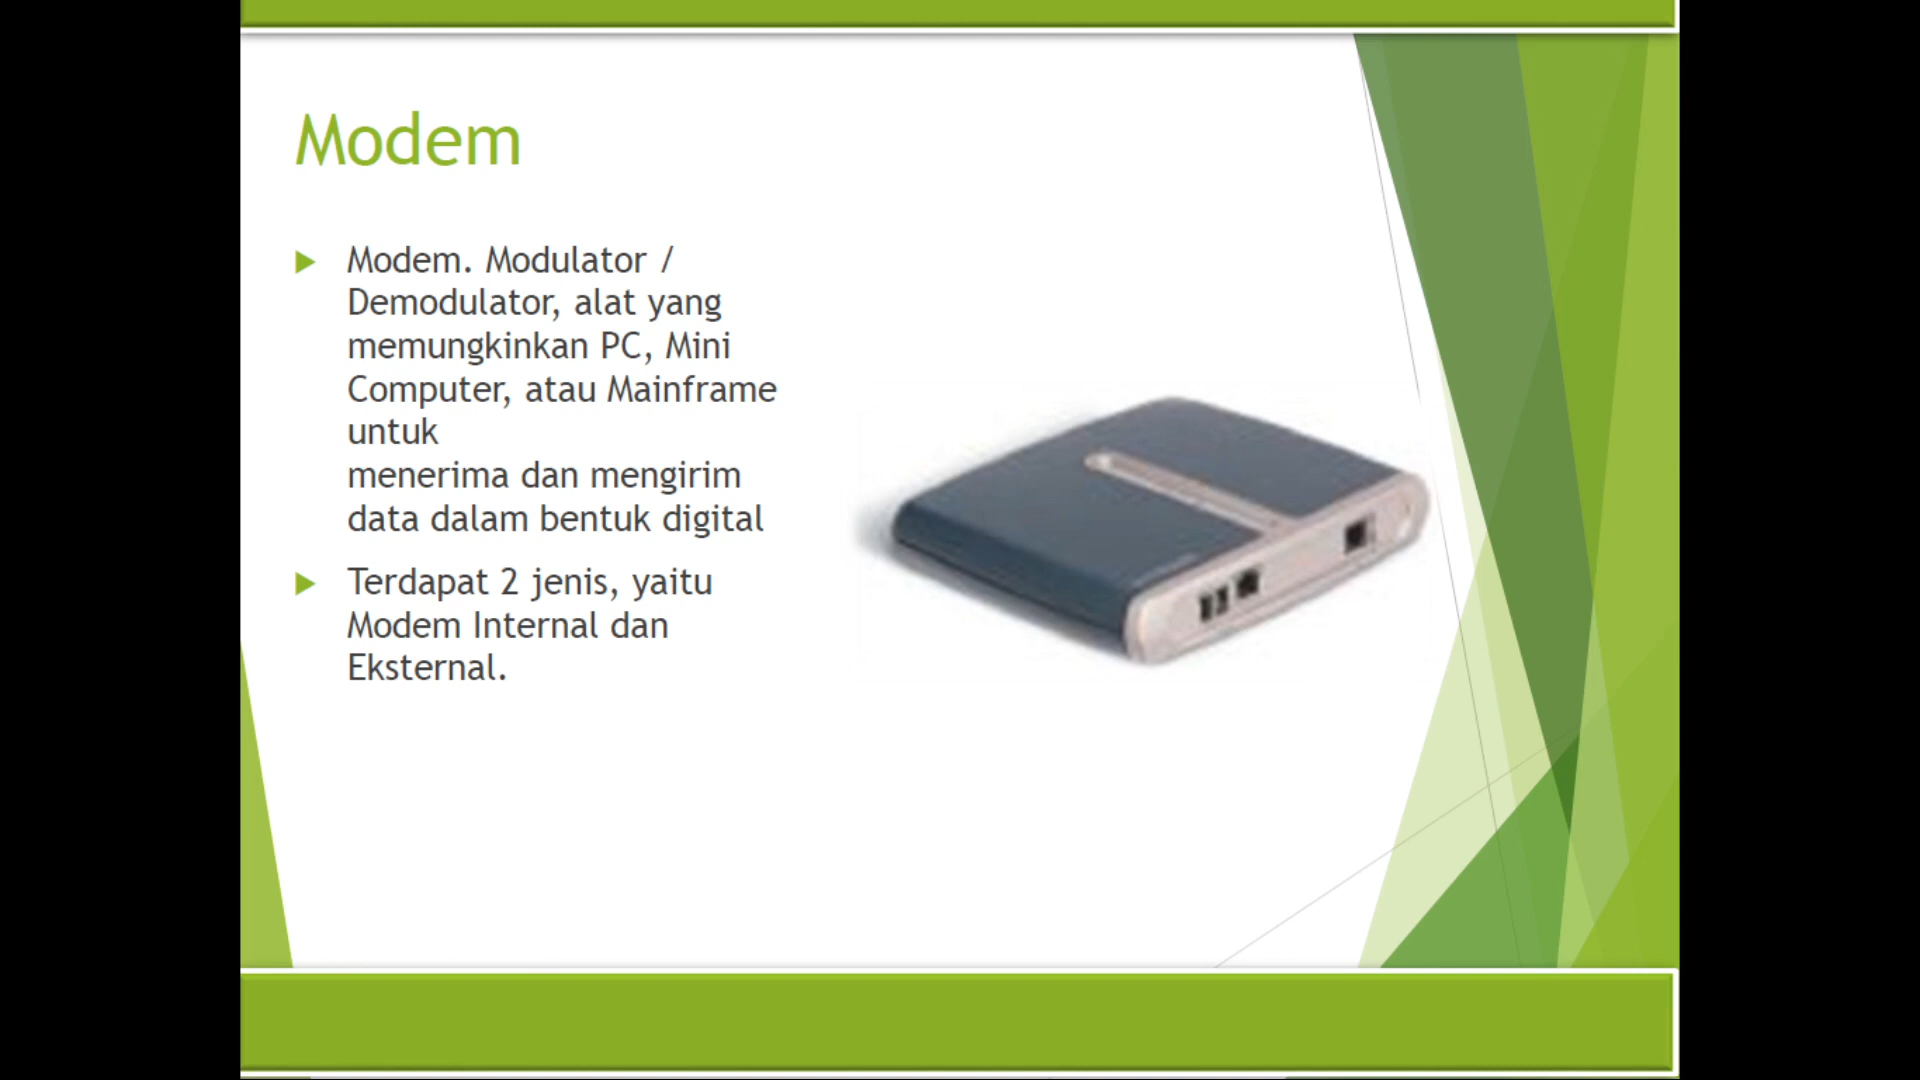 Modem
Modem. Modulator /
Demodulator, alat yang
memungkinkan PC, Mini
Computer, atau Mainframe
untuk
menerima dan mengirim
data dalam bentuk digital
Terdapat 2 jenis, yaitu
Modem Internal dan
Eksternal.